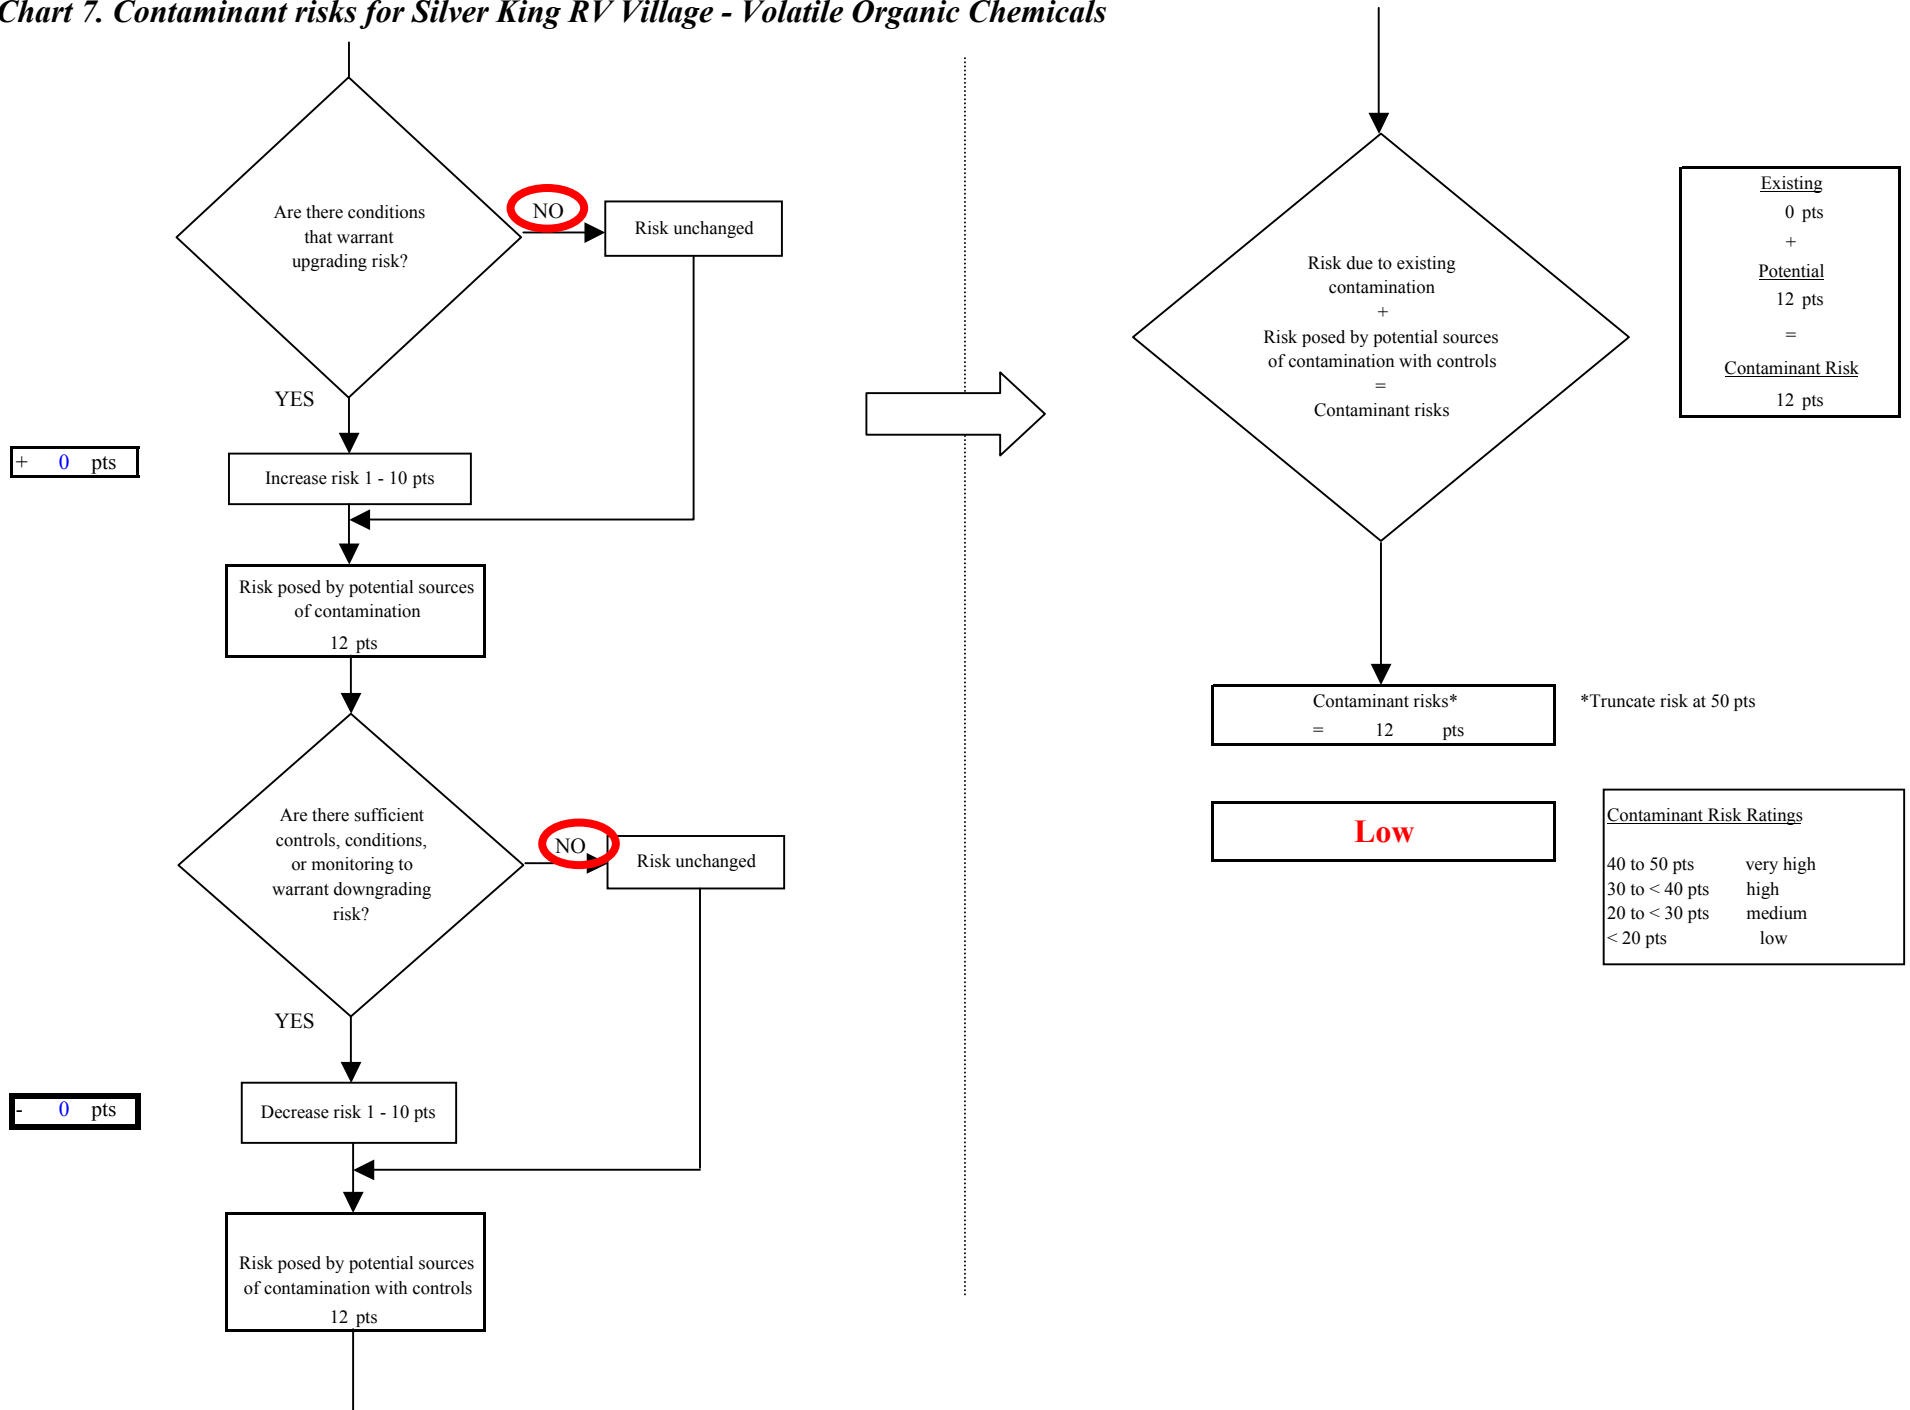 Chart 7. Contaminant risks for Silver King RV Village - Volatile Organic Chemicals
Are there conditions
that warrant
upgrading risk?
NO
Risk unchanged
YES
+ 0 pts
Increase risk 1 - 10 pts
Risk posed by potential sources
of contamination
12 pts
Are there sufficient
controls, conditions,
or monitoring to
warrant downgrading
risk?
NO
Risk unchanged
YES
- 0 pts
Decrease risk 1 - 10 pts
Risk posed by potential sources
of contamination with controls
12 pts
Risk due to existing
contamination
+
Risk posed by potential sources
of contamination with controls
=
Contaminant risks
Existing
0 pts
+
Potential
12 pts
=
Contaminant Risk
12 pts
Contaminant risks*
= 12 pts
*Truncate risk at 50 pts
Low
Contaminant Risk Ratings
40 to 50 pts very high
30 to < 40 pts high
20 to < 30 pts medium
< 20 pts low